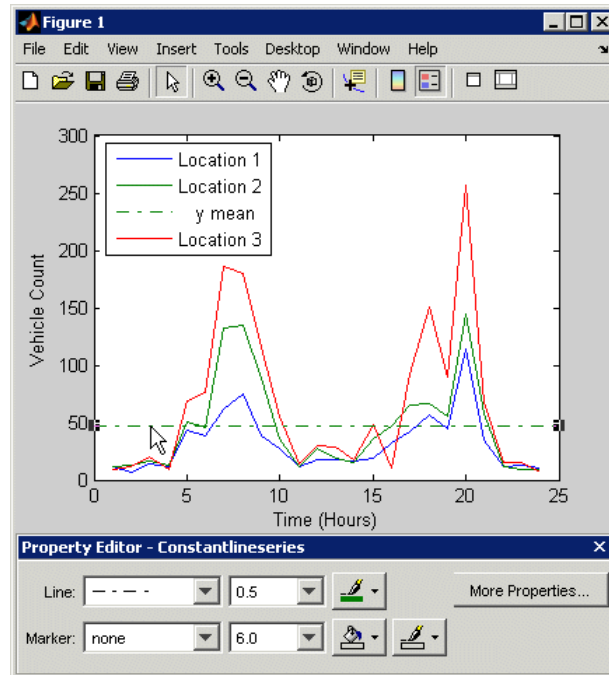 Figure 1
File Edit View Insert Tools Desktop Window Help
300
250
200
150
100
50
0
Vehicle Count
Location 1
Location 2
y mean
Location 3
0 5 10 15 20 25
Time (Hours)
Property Editor - Constantlineseries
Line: 0.5 More Properties...
Marker: none 6.0